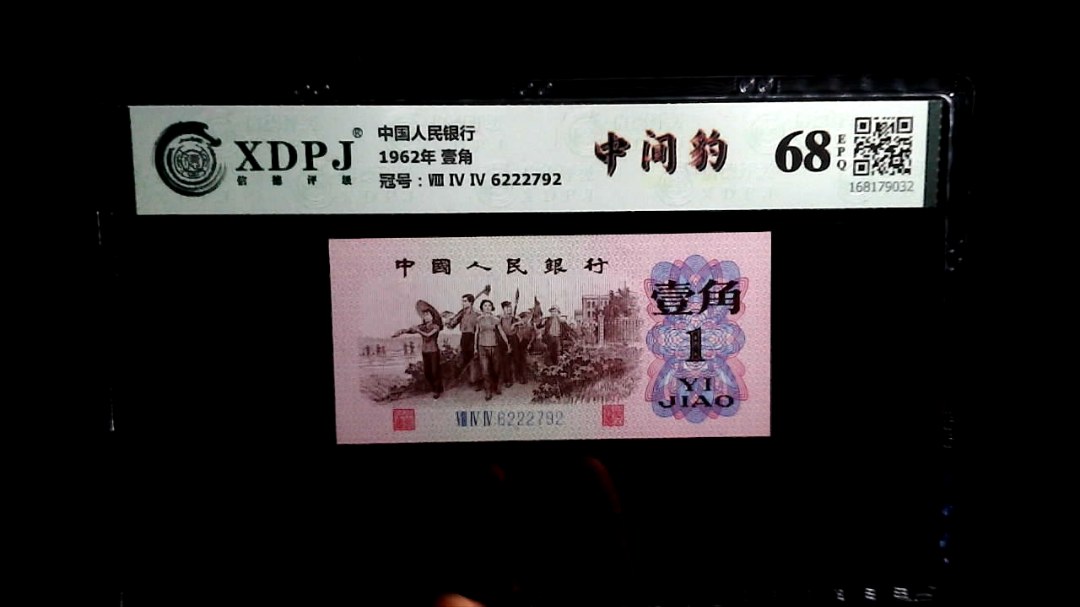 XDPJ®
信德评级
中国人民银行
1962年 壹角
冠号：Ⅷ Ⅳ Ⅳ 6222792
中间豹
68
EPQ
168179032
中國人民銀行
壹角
1
YI
JIAO
Ⅷ Ⅳ Ⅳ 6222792